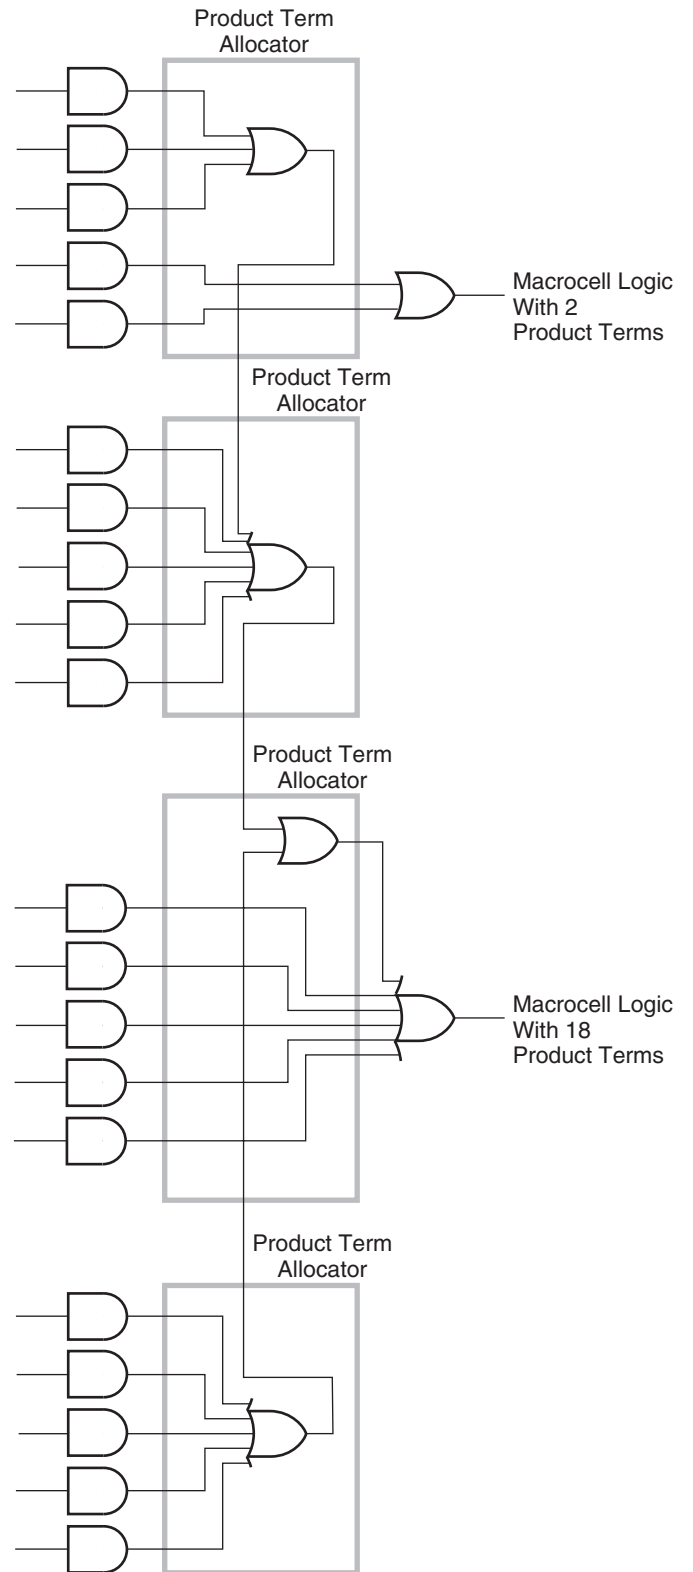 Product Term
Allocator
Macrocell Logic
With 2
Product Terms
Product Term
Allocator
Product Term
Allocator
Macrocell Logic
With 18
Product Terms
Product Term
Allocator